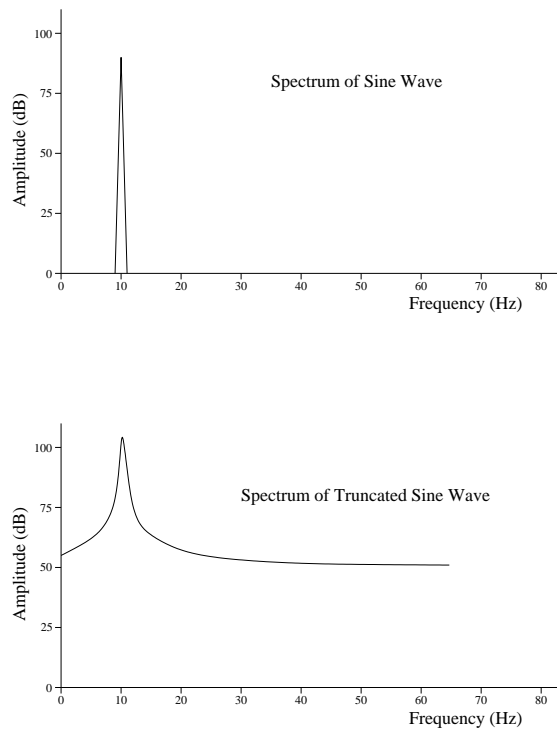 100
Spectrum of Sine Wave
75
Amplitude (dB)
50
25
0
0 10 20 30 40 50 60 70 80
Frequency (Hz)
100
Spectrum of Truncated Sine Wave
75
Amplitude (dB)
50
25
0
0 10 20 30 40 50 60 70 80
Frequency (Hz)